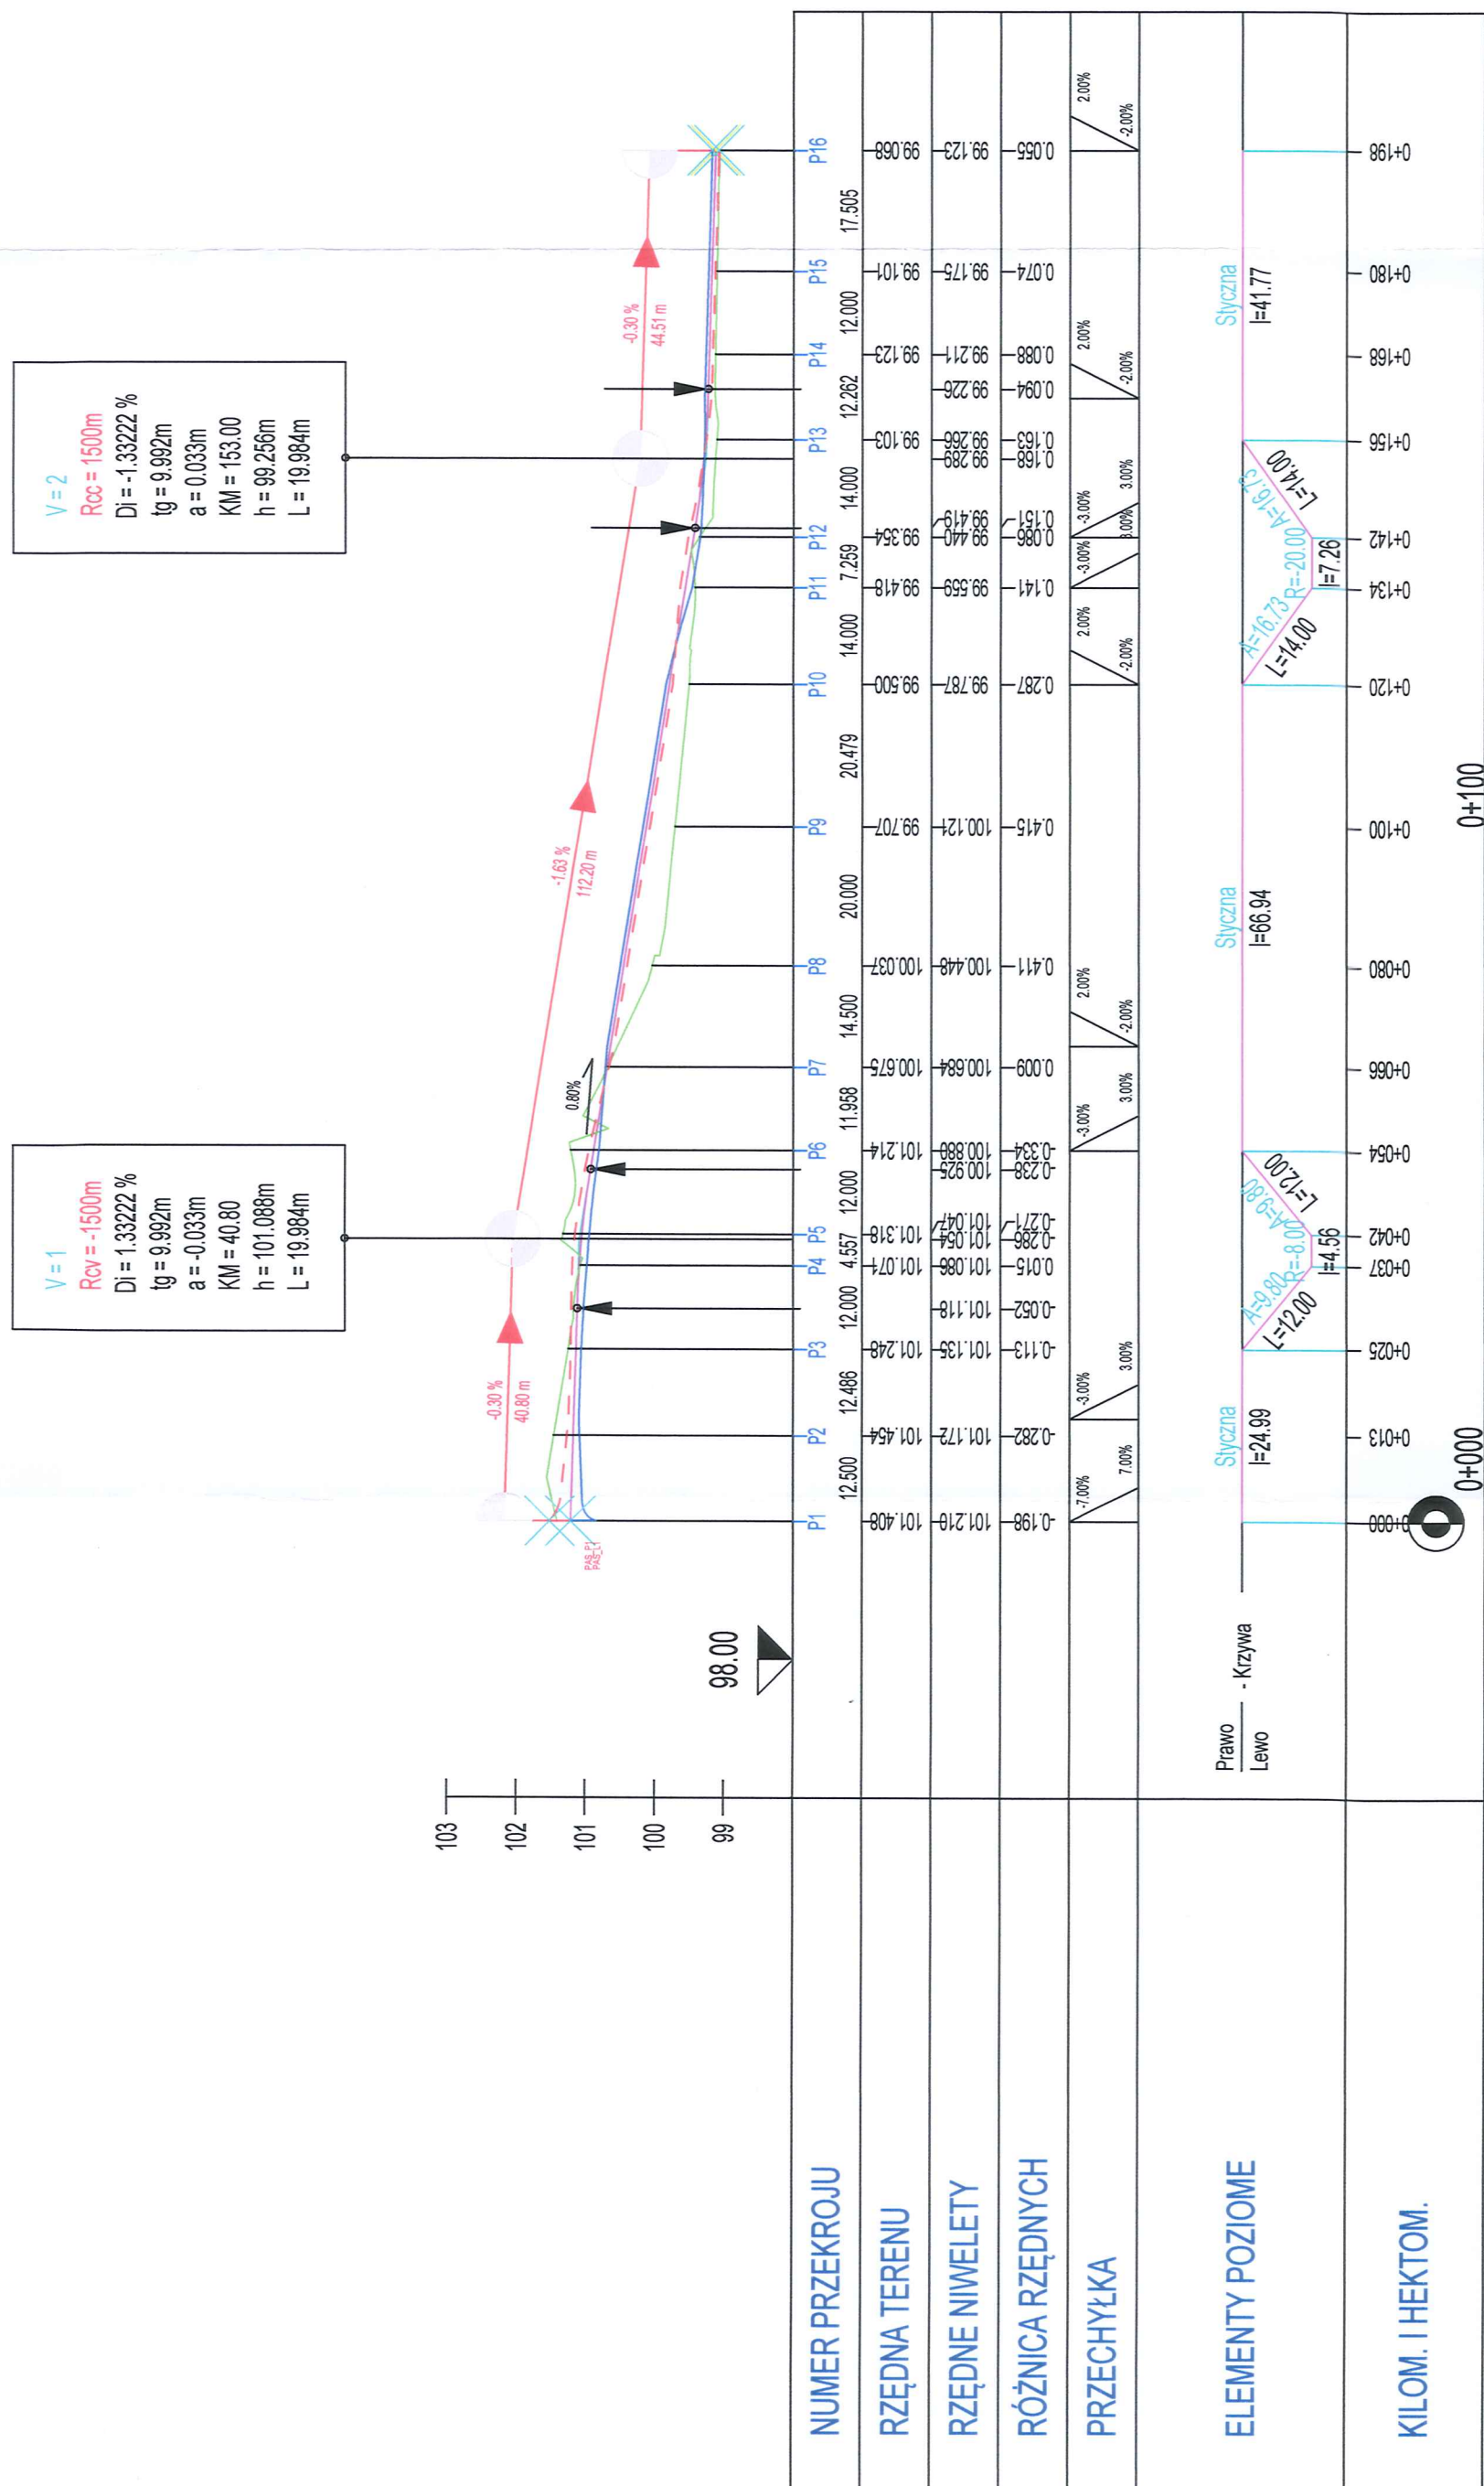 V = 1
Rcv = -1500m
Di = 1.33222 %
tg = 9.992m
a = -0.033m
KM = 40.80
h = 101.088m
L = 19.984m
V = 2
Rcc = 1500m
Di = -1.33222 %
tg = 9.992m
a = 0.033m
KM = 153.00
h = 99.256m
L = 19.984m
-0.30 %
40.80 m
-1.63 %
112.20 m
-0.30 %
44.51 m
0.80%
PAS_P1
PAS_L1
103
102
101
100
99
98.00
NUMER PRZEKROJU
P1 P2 P3 P4 P5 P6 P7 P8 P9 P10 P11 P12 P13 P14 P15 P16
12.500 12.486 12.000 4.557 12.000 11.958 14.500 20.000 20.479 14.000 7.259 14.000 12.262 12.000 17.505
RZĘDNA TERENU
101.408 101.454 101.248 101.071 101.318 101.214 100.675 100.037 99.707 99.500 99.418 99.354 99.103 99.123 99.101 99.068
RZĘDNE NIWELETY
101.210 101.172 101.135 101.118 101.086 101.054 101.047 100.925 100.880 100.684 100.448 100.121 99.787 99.559 99.440 99.419 99.289 99.266 99.226 99.211 99.175 99.123
RÓŻNICA RZĘDNYCH
-0.198 -0.282 -0.113 -0.052 0.015 -0.286 -0.271 -0.238 -0.334 0.009 0.411 0.415 0.287 0.141 0.086 0.151 0.168 0.163 0.094 0.088 0.074 0.055
PRZECHYŁKA
-7.00% -3.00% -3.00% 2.00% 2.00% -3.00% -3.00% 2.00% 2.00%
7.00% 3.00% 3.00% -2.00% -2.00% 3.00% 3.00% -2.00% -2.00%
ELEMENTY POZIOME
Prawo
Lewo
- Krzywa
Styczna
l=24.99
A=9.80
L=12.00
R=-8.00
l=4.56
A=9.80
L=12.00
Styczna
l=66.94
A=16.73
L=14.00
R=-20.00
l=7.26
A=16.73
L=14.00
Styczna
l=41.77
KILOM. I HEKTOM.
0+000 0+013 0+025 0+037 0+042 0+054 0+066 0+080 0+100 0+120 0+134 0+142 0+156 0+168 0+180 0+198
0+000
0+100